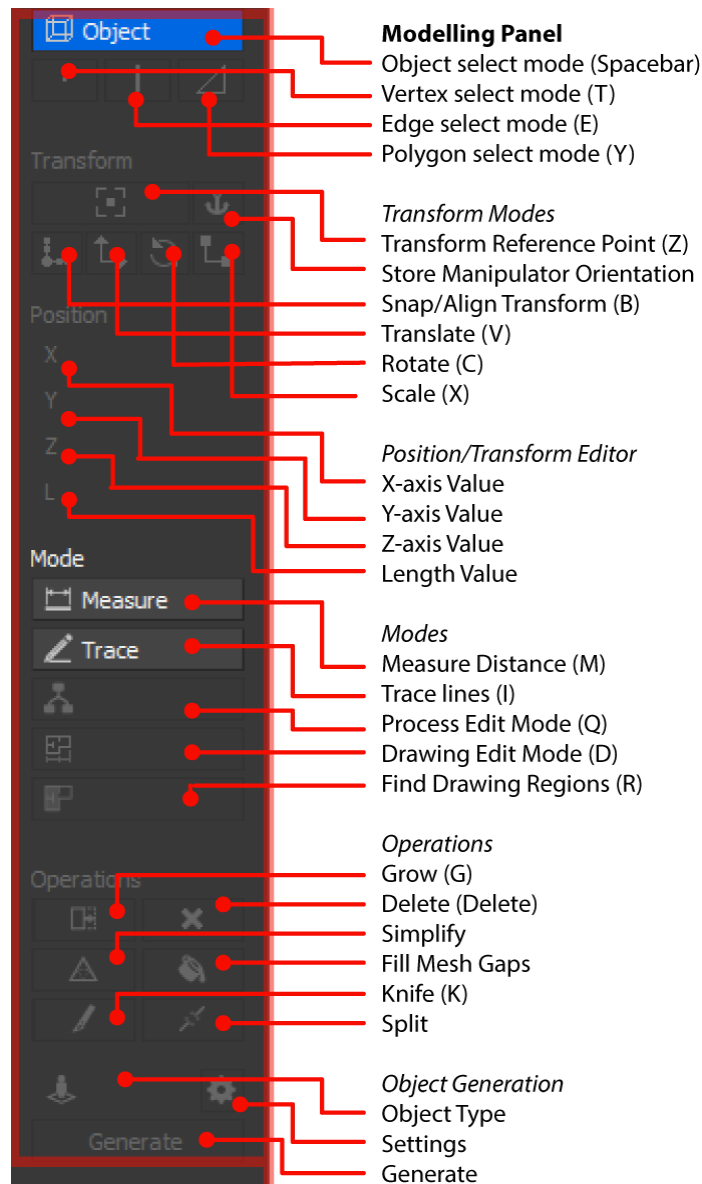 Object
Transform
Position
X
Y
Z
L
Mode
Measure
Trace
Operations
Generate
Modelling Panel
Object select mode (Spacebar)
Vertex select mode (T)
Edge select mode (E)
Polygon select mode (Y)
Transform Modes
Transform Reference Point (Z)
Store Manipulator Orientation
Snap/Align Transform (B)
Translate (V)
Rotate (C)
Scale (X)
Position/Transform Editor
X-axis Value
Y-axis Value
Z-axis Value
Length Value
Modes
Measure Distance (M)
Trace lines (I)
Process Edit Mode (Q)
Drawing Edit Mode (D)
Find Drawing Regions (R)
Operations
Grow (G)
Delete (Delete)
Simplify
Fill Mesh Gaps
Knife (K)
Split
Object Generation
Object Type
Settings
Generate